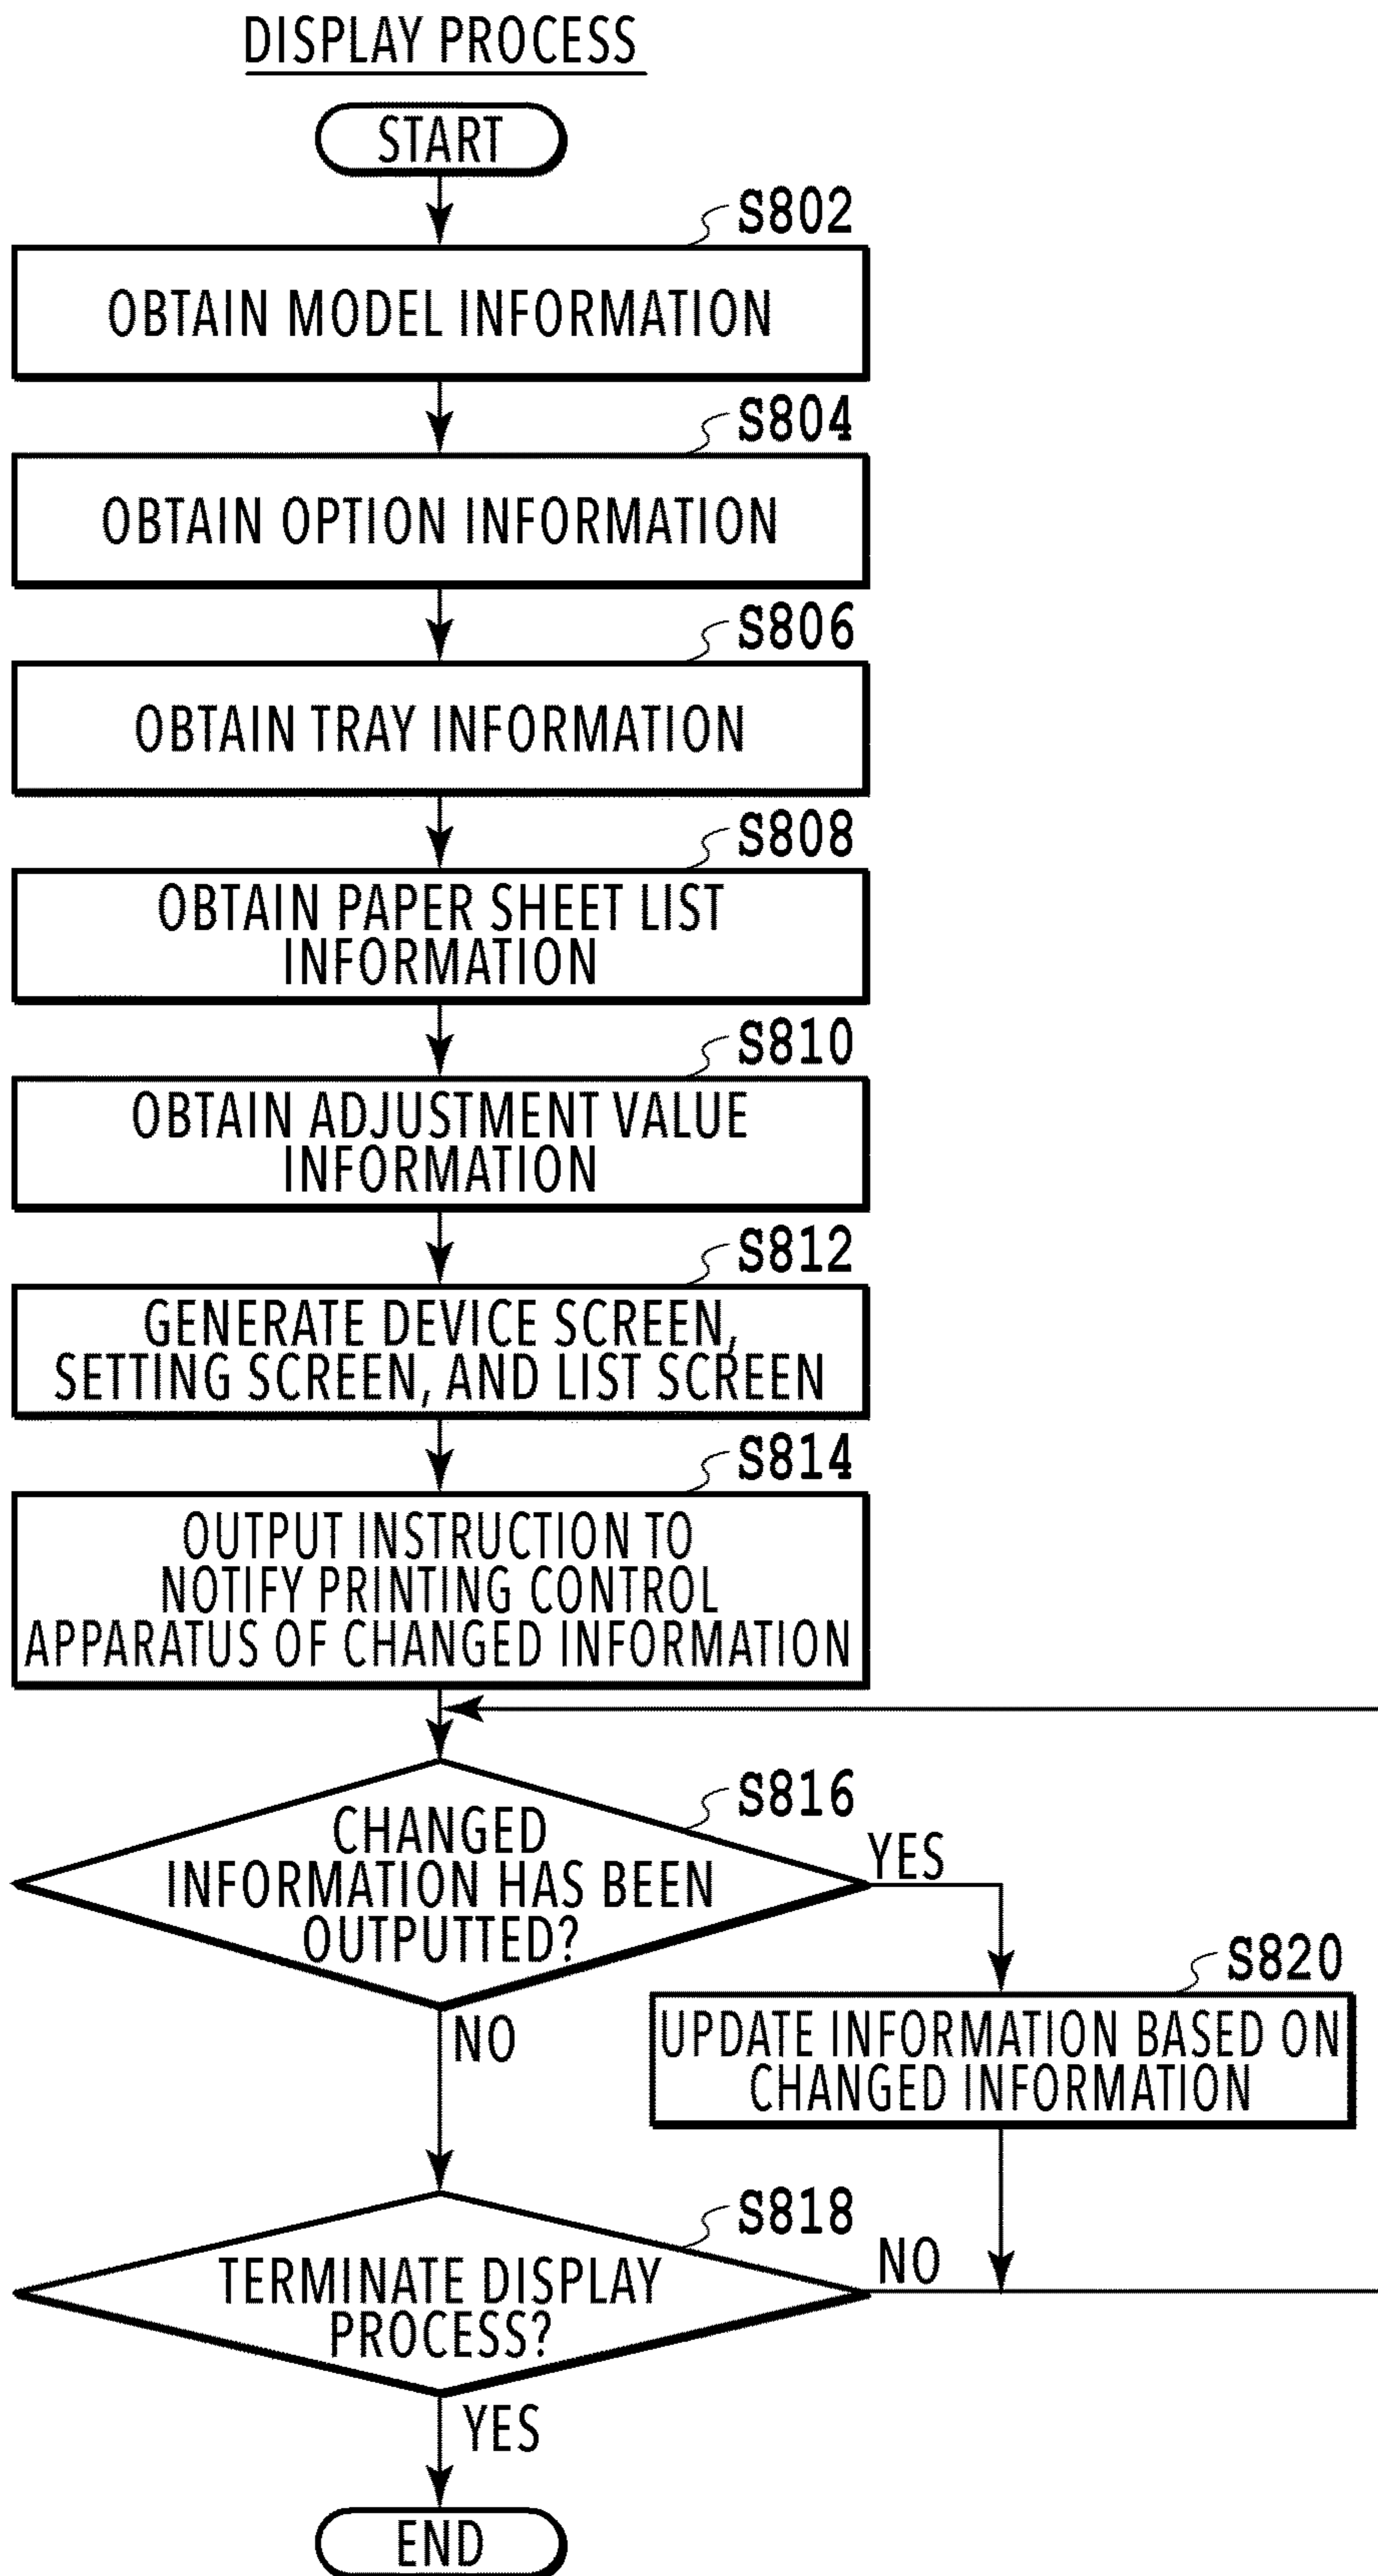 DISPLAY PROCESS
START
S802
OBTAIN MODEL INFORMATION
S804
OBTAIN OPTION INFORMATION
S806
OBTAIN TRAY INFORMATION
S808
OBTAIN PAPER SHEET LIST
INFORMATION
S810
OBTAIN ADJUSTMENT VALUE
INFORMATION
S812
GENERATE DEVICE SCREEN,
SETTING SCREEN, AND LIST SCREEN
S814
OUTPUT INSTRUCTION TO
NOTIFY PRINTING CONTROL
APPARATUS OF CHANGED INFORMATION
S816
CHANGED
INFORMATION HAS BEEN
OUTPUTTED?
YES
NO
S820
UPDATE INFORMATION BASED ON
CHANGED INFORMATION
S818
TERMINATE DISPLAY
PROCESS?
NO
YES
END